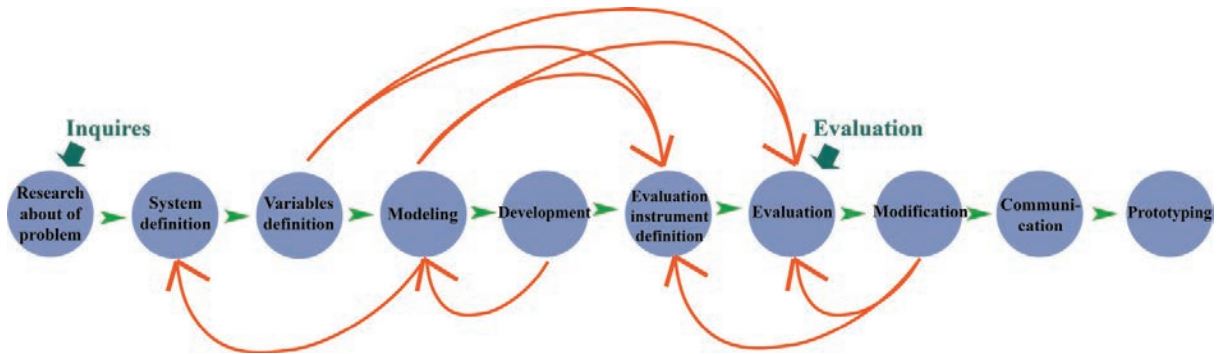 Inquires
Evaluation
Research
about of
problem
System
definition
Variables
definition
Modeling
Development
Evaluation
instrument
definition
Evaluation
Modification
Communi-
cation
Prototyping